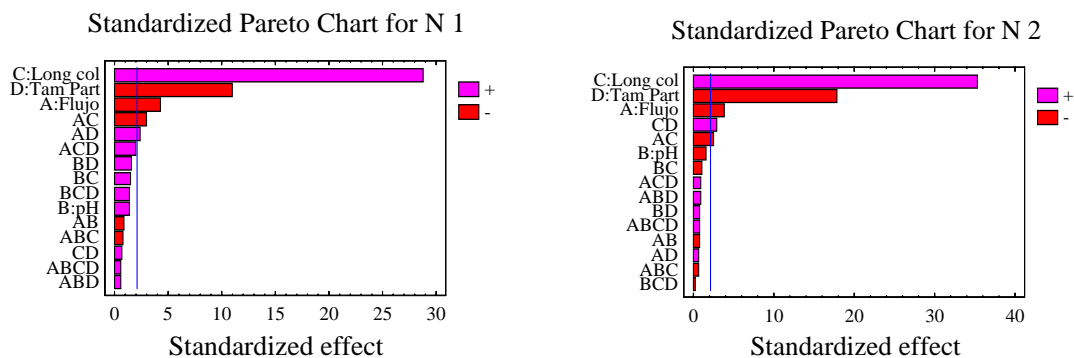 Standardized Pareto Chart for N 1
C:Long col
D:Tam Part
A:Flujo
AC
AD
ACD
BD
BC
BCD
B:pH
AB
ABC
CD
ABCD
ABD
+
-
0 5 10 15 20 25 30
Standardized effect
Standardized Pareto Chart for N 2
C:Long col
D:Tam Part
A:Flujo
CD
AC
B:pH
BC
ACD
ABD
BD
ABCD
AB
AD
ABC
BCD
+
-
0 10 20 30 40
Standardized effect